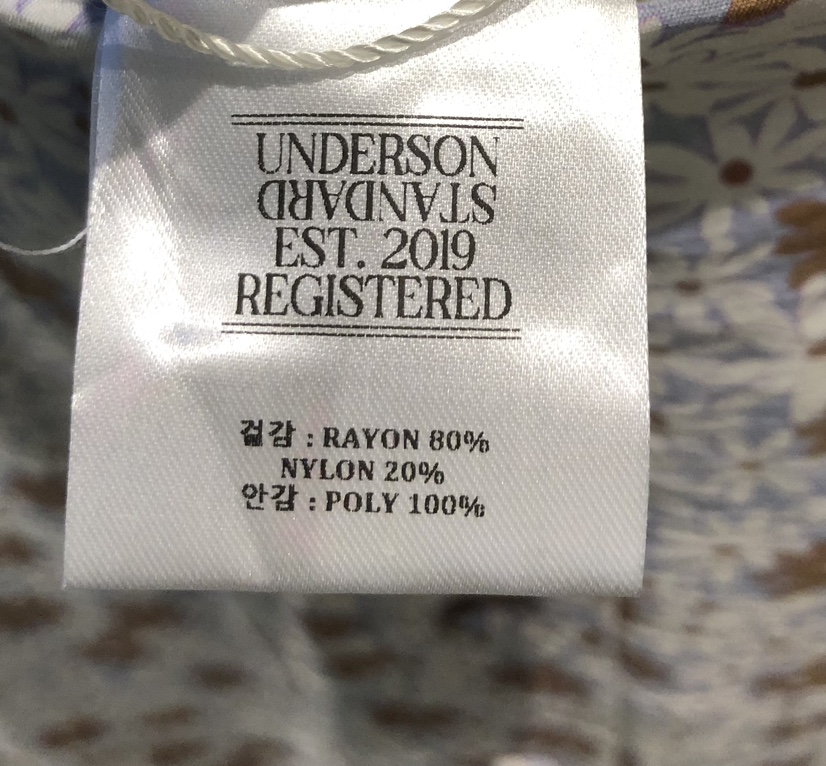 UNDERSON
STANDARD
EST. 2019
REGISTERED
겉감 : RAYON 80%
NYLON 20%
안감 : POLY 100%